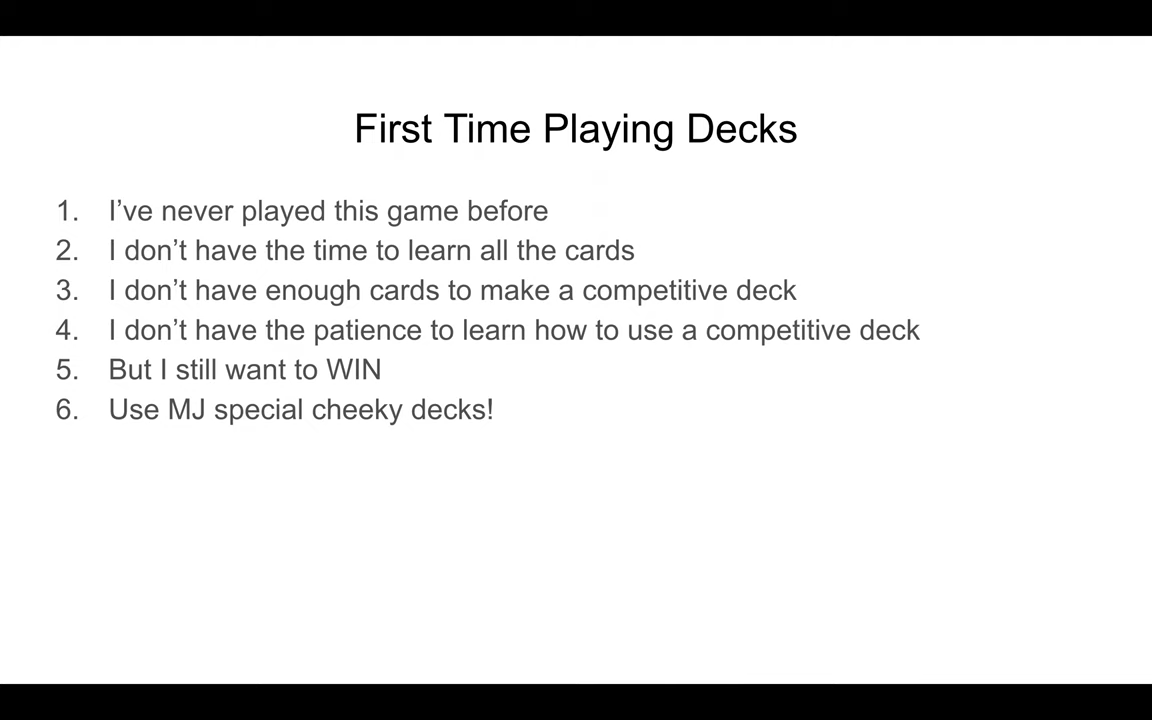 First Time Playing Decks
1. I’ve never played this game before
2. I don’t have the time to learn all the cards
3. I don’t have enough cards to make a competitive deck
4. I don’t have the patience to learn how to use a competitive deck
5. But I still want to WIN
6. Use MJ special cheeky decks!